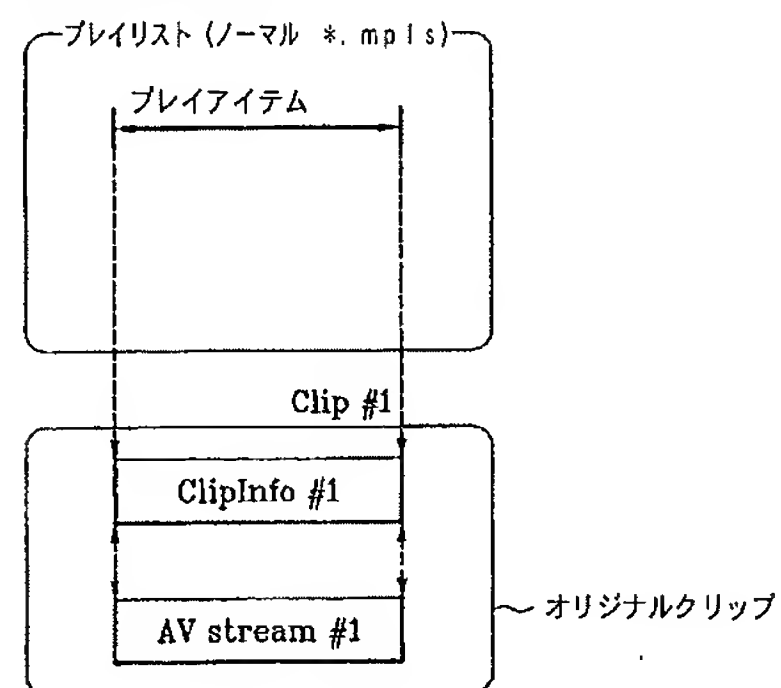 プレイリスト (ノーマル *. mpls)
プレイアイテム
Clip #1
ClipInfo #1
AV stream #1
オリジナルクリップ